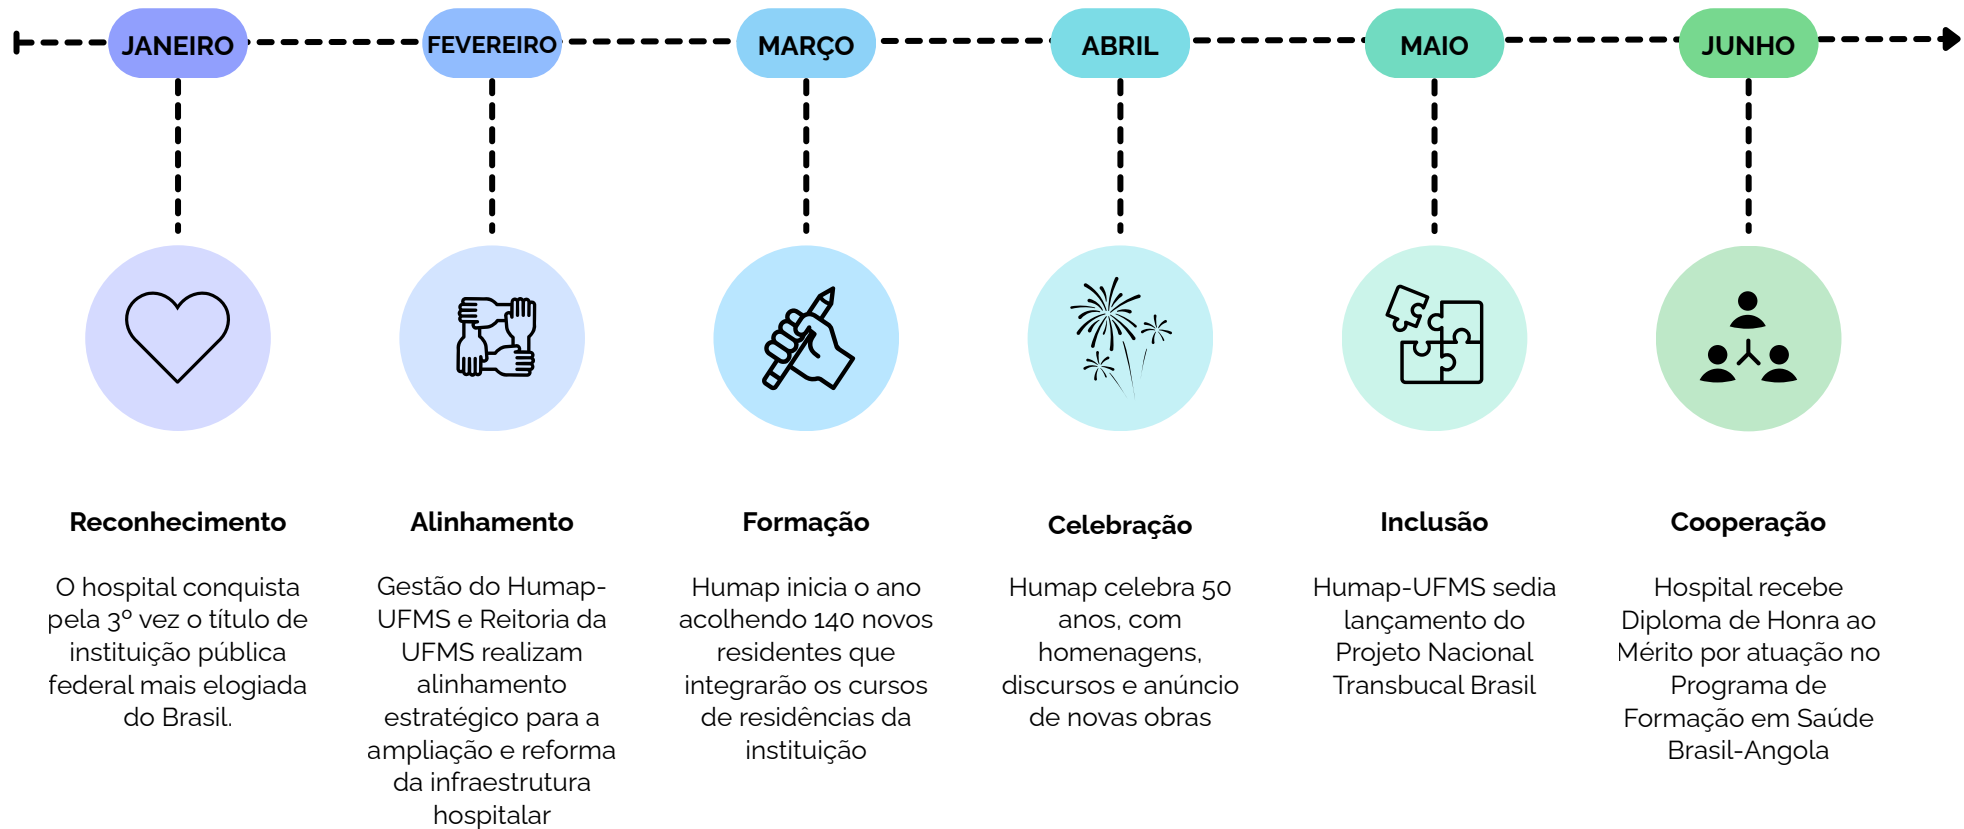 JANEIRO
FEVEREIRO
MARÇO
ABRIL
MAIO
JUNHO
Reconhecimento
O hospital conquista
pela 3º vez o título de
instituição pública
federal mais elogiada
do Brasil.
Alinhamento
Gestão do Humap-
UFMS e Reitoria da
UFMS realizam
alinhamento
estratégico para a
ampliação e reforma
da infraestrutura
hospitalar
Formação
Humap inicia o ano
acolhendo 140 novos
residentes que
integrarão os cursos
de residências da
instituição
Celebração
Humap celebra 50
anos, com
homenagens,
discursos e anúncio
de novas obras
Inclusão
Humap-UFMS sedia
lançamento do
Projeto Nacional
Transbucal Brasil
Cooperação
Hospital recebe
Diploma de Honra ao
Mérito por atuação no
Programa de
Formação em Saúde
Brasil-Angola